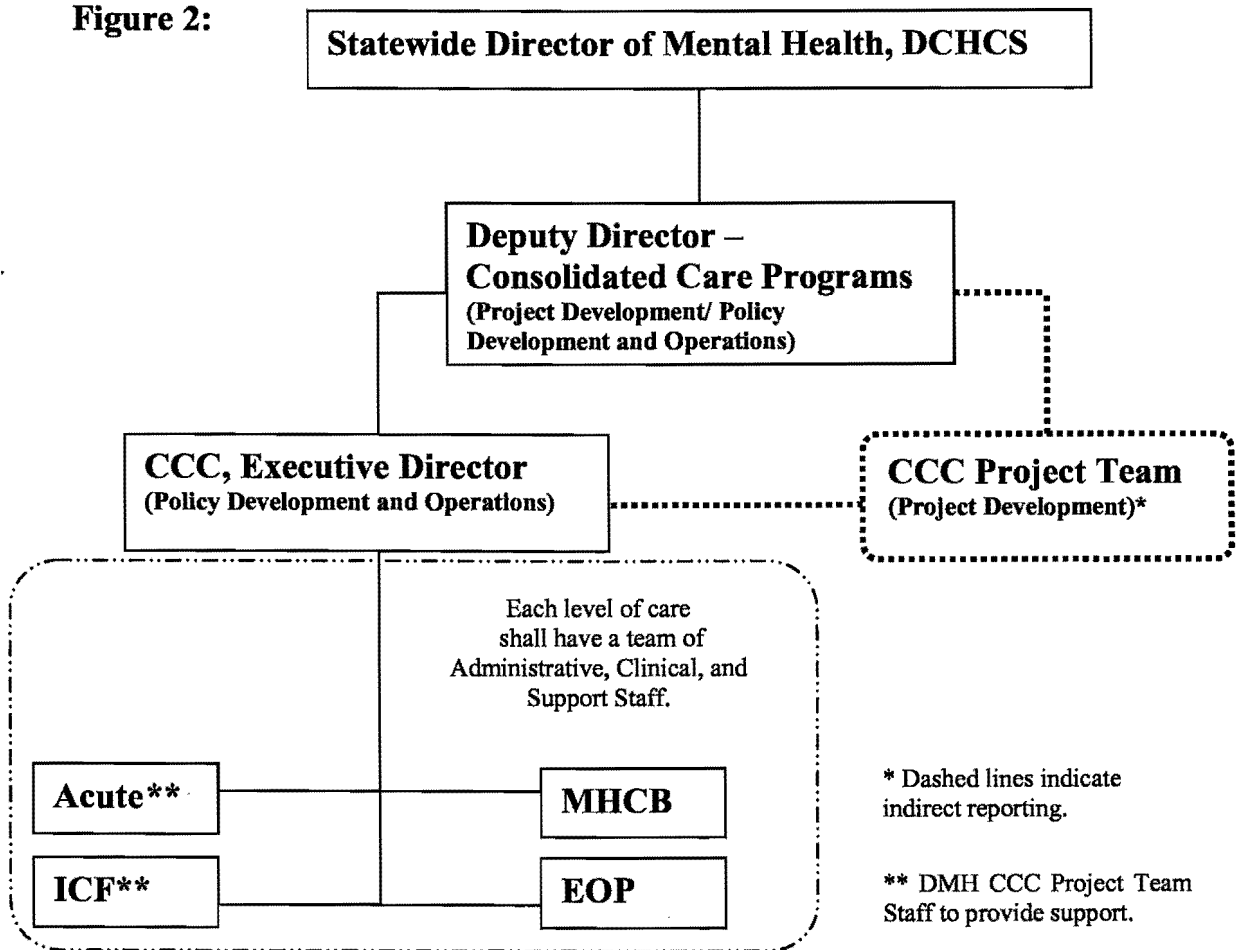 Figure 2:
Statewide Director of Mental Health, DCHCS
Deputy Director –
Consolidated Care Programs
(Project Development/ Policy
Development and Operations)
CCC, Executive Director
(Policy Development and Operations)
CCC Project Team
(Project Development)*
Each level of care
shall have a team of
Administrative, Clinical, and
Support Staff.
Acute**
MHCB
ICF**
EOP
* Dashed lines indicate
indirect reporting.
** DMH CCC Project Team
Staff to provide support.